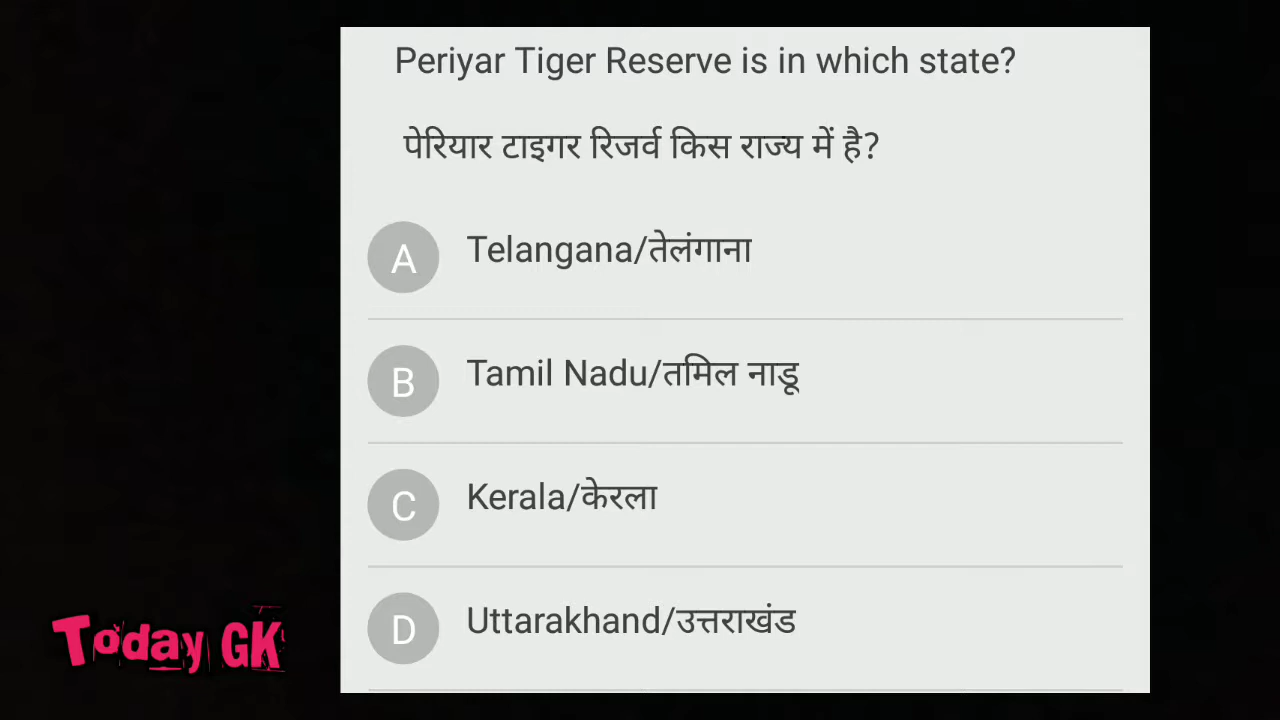 Periyar Tiger Reserve is in which state?
पेरियार टाइगर रिजर्व किस राज्य में है?
A Telangana/तेलंगाना
B Tamil Nadu/तमिल नाडू
C Kerala/केरला
D Uttarakhand/उत्तराखंड
Today GK